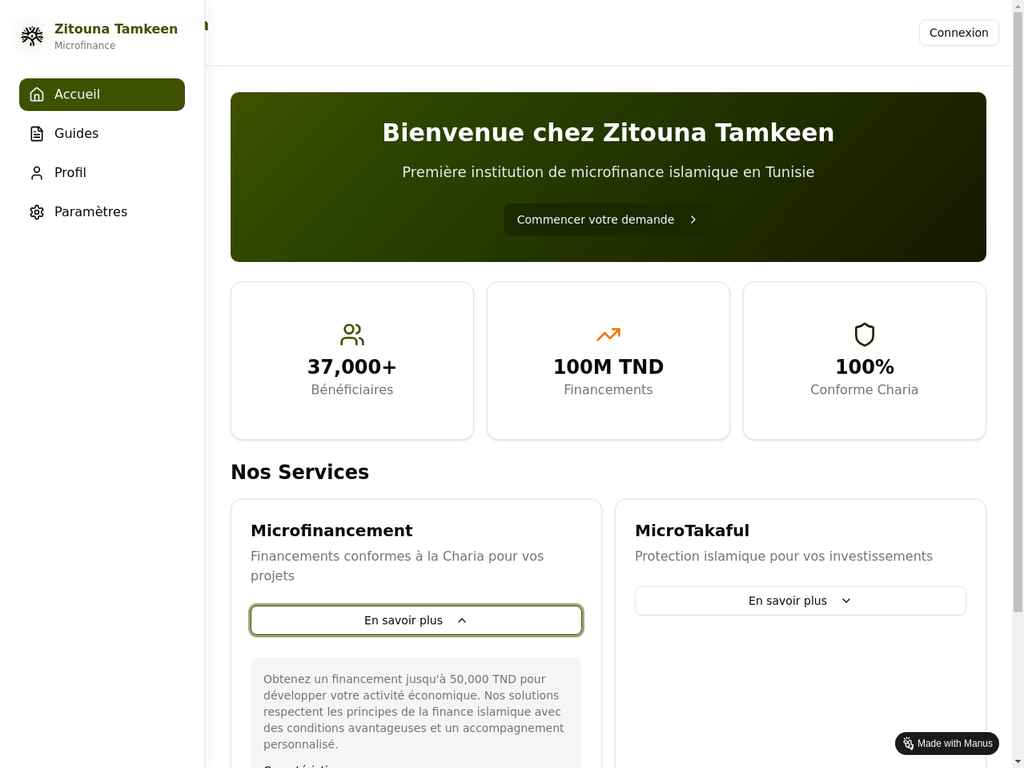 Zitouna Tamkeen
Microfinance
Connexion
Accueil
Guides
Profil
Paramètres
Bienvenue chez Zitouna Tamkeen
Première institution de microfinance islamique en Tunisie
Commencer votre demande
37,000+
Bénéficiaires
100M TND
Financements
100%
Conforme Charia
Nos Services
Microfinancement
Financements conformes à la Charia pour vos
projets
En savoir plus
Obtenez un financement jusqu'à 50,000 TND pour
développer votre activité économique. Nos solutions
respectent les principes de la finance islamique avec
des conditions avantageuses et un accompagnement
personnalisé.
MicroTakaful
Protection islamique pour vos investissements
En savoir plus
Made with Manus